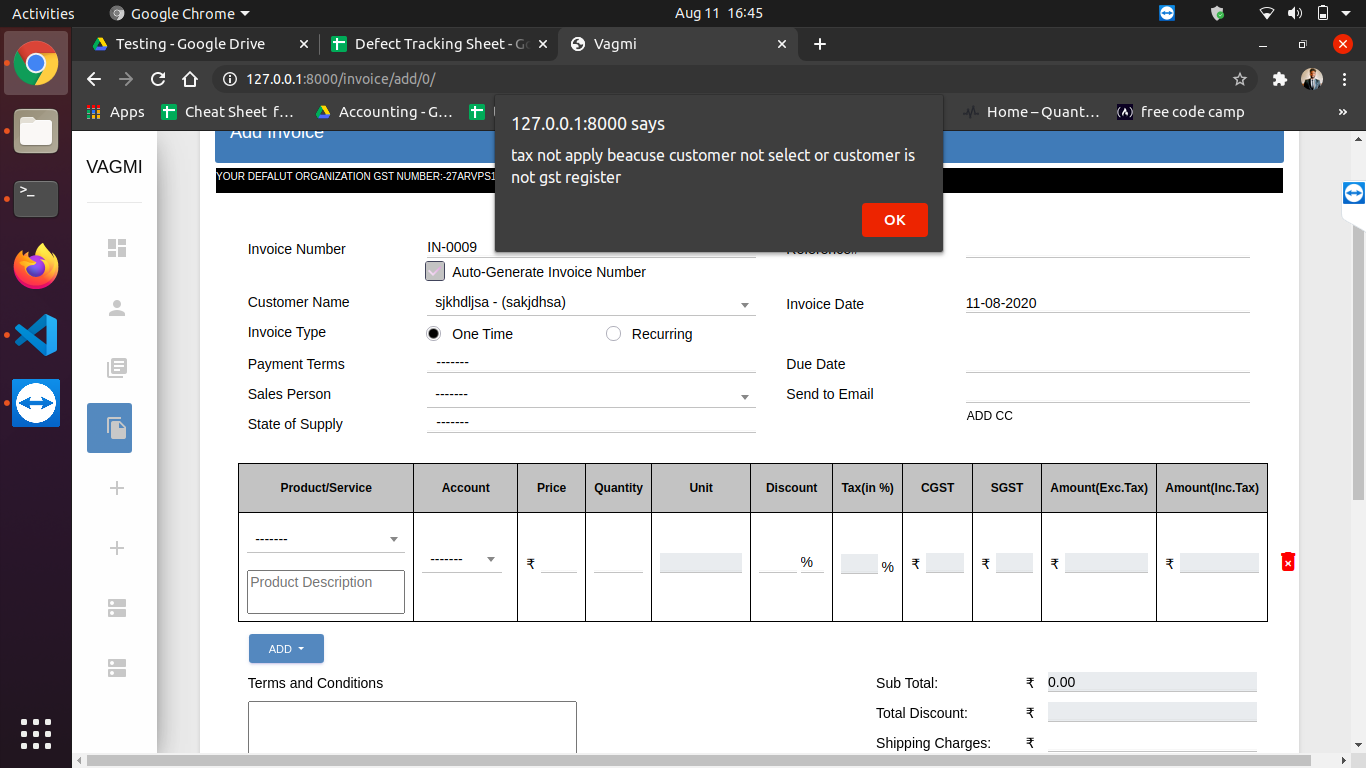 Activities
Google Chrome
Aug 11 16:45
Testing - Google Drive
Defect Tracking Sheet - Go
Vagmi
127.0.0.1:8000/invoice/add/0/
Apps
Cheat Sheet f...
Accounting - G...
Home – Quant...
free code camp
»
Add Invoice
VAGMI
YOUR DEFALUT ORGANIZATION GST NUMBER:-27ARVPS1
127.0.0.1:8000 says
tax not apply beacuse customer not select or customer is
not gst register
OK
Invoice Number
IN-0009
Auto-Generate Invoice Number
Customer Name
sjkhdljsa - (sakjdhsa)
Invoice Date
11-08-2020
Invoice Type
One Time
Recurring
Payment Terms
-------
Due Date
Sales Person
-------
Send to Email
ADD CC
State of Supply
-------
Product/Service Account Price Quantity Unit Discount Tax(in %) CGST SGST Amount(Exc.Tax) Amount(Inc.Tax)
-------
------- ₹ % % ₹ ₹ ₹ ₹
Product Description
ADD
Terms and Conditions
Sub Total: ₹ 0.00
Total Discount: ₹
Shipping Charges: ₹